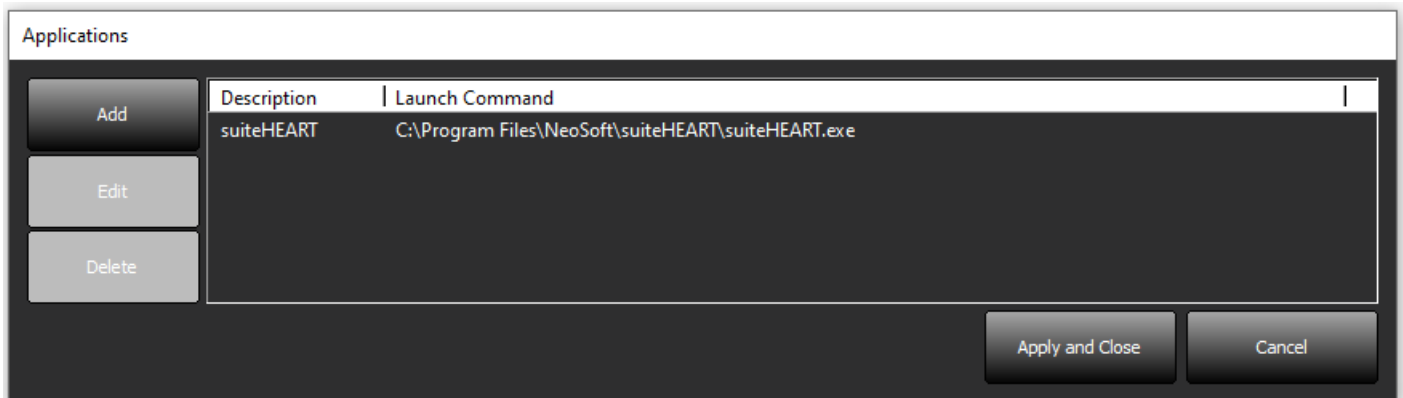 Applications
Add
Edit
Delete
Description Launch Command
suiteHEART C:\Program Files\NeoSoft\suiteHEART\suiteHEART.exe
Apply and Close Cancel